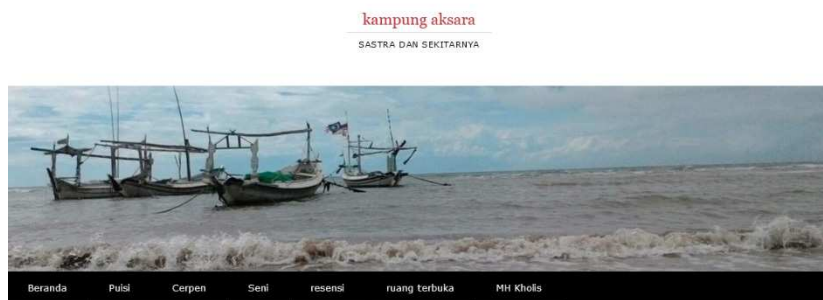 kampung aksara
SASTRA DAN SEKITARNYA
Beranda Puisi Cerpen Seni resensi ruang terbuka MH Kholis